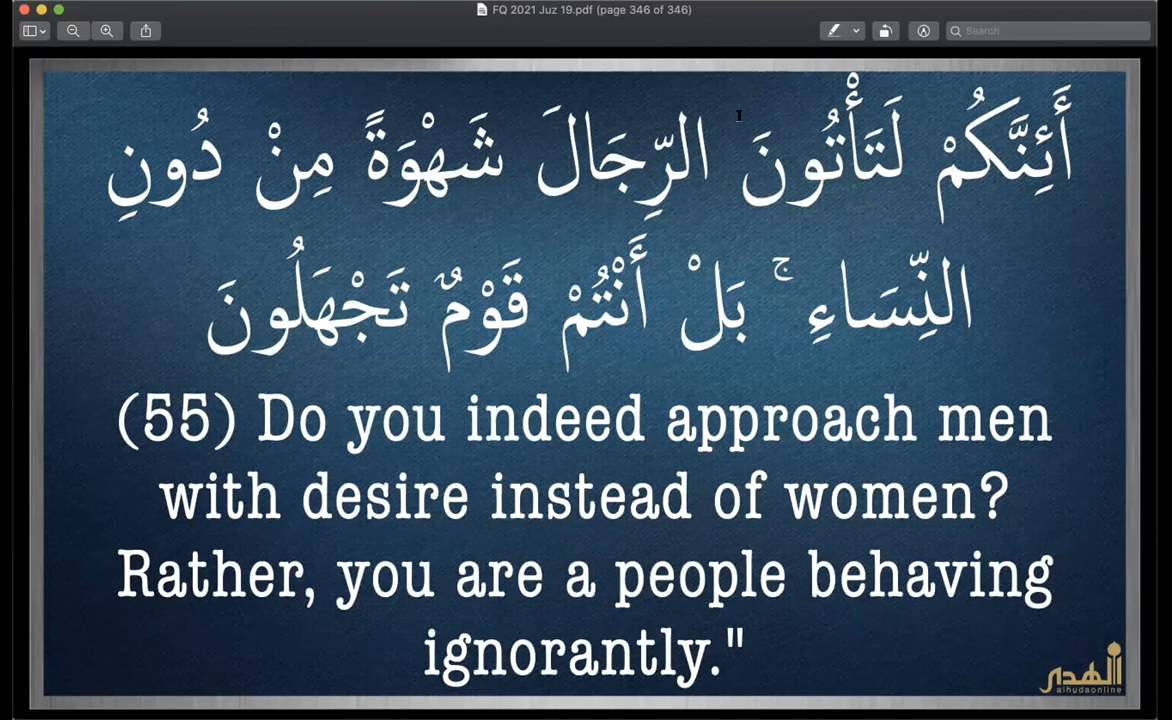 FQ 2021 Juz 19.pdf (page 346 of 346)
Search
أَئِنَّكُمْ لَتَأْتُونَ الرِّجَالَ شَهْوَةً مِنْ دُونِ
النِّسَاءِ ۚ بَلْ أَنْتُمْ قَوْمٌ تَجْهَلُونَ
(55) Do you indeed approach men
with desire instead of women?
Rather, you are a people behaving
ignorantly."
الهدى
alhudaonline